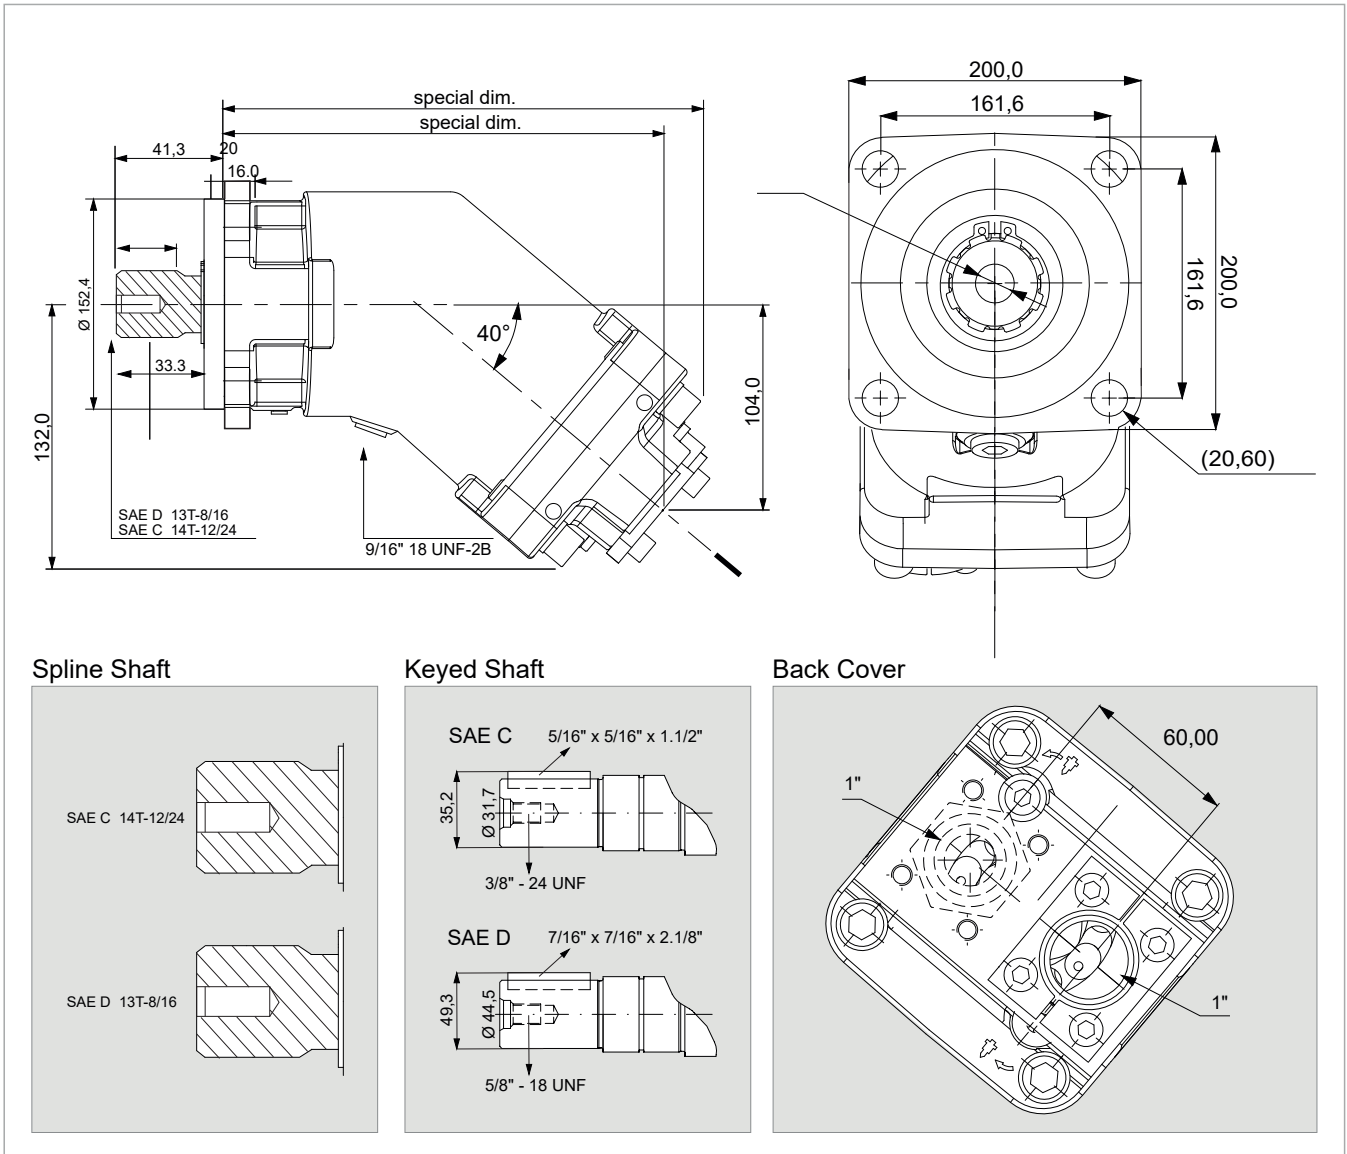 special dim.
special dim.
41,3
20
16.0
Ø 152,4
33.3
132,0
40°
104,0
SAE D 13T-8/16
SAE C 14T-12/24
9/16" 18 UNF-2B
200,0
161,6
161,6
200,0
(20,60)
Spline Shaft
SAE C 14T-12/24
SAE D 13T-8/16
Keyed Shaft
SAE C
5/16" x 5/16" x 1.1/2"
35,2
Ø 31,7
3/8" - 24 UNF
SAE D
7/16" x 7/16" x 2.1/8"
49,3
Ø 44,5
5/8" - 18 UNF
Back Cover
60,00
1"
1"